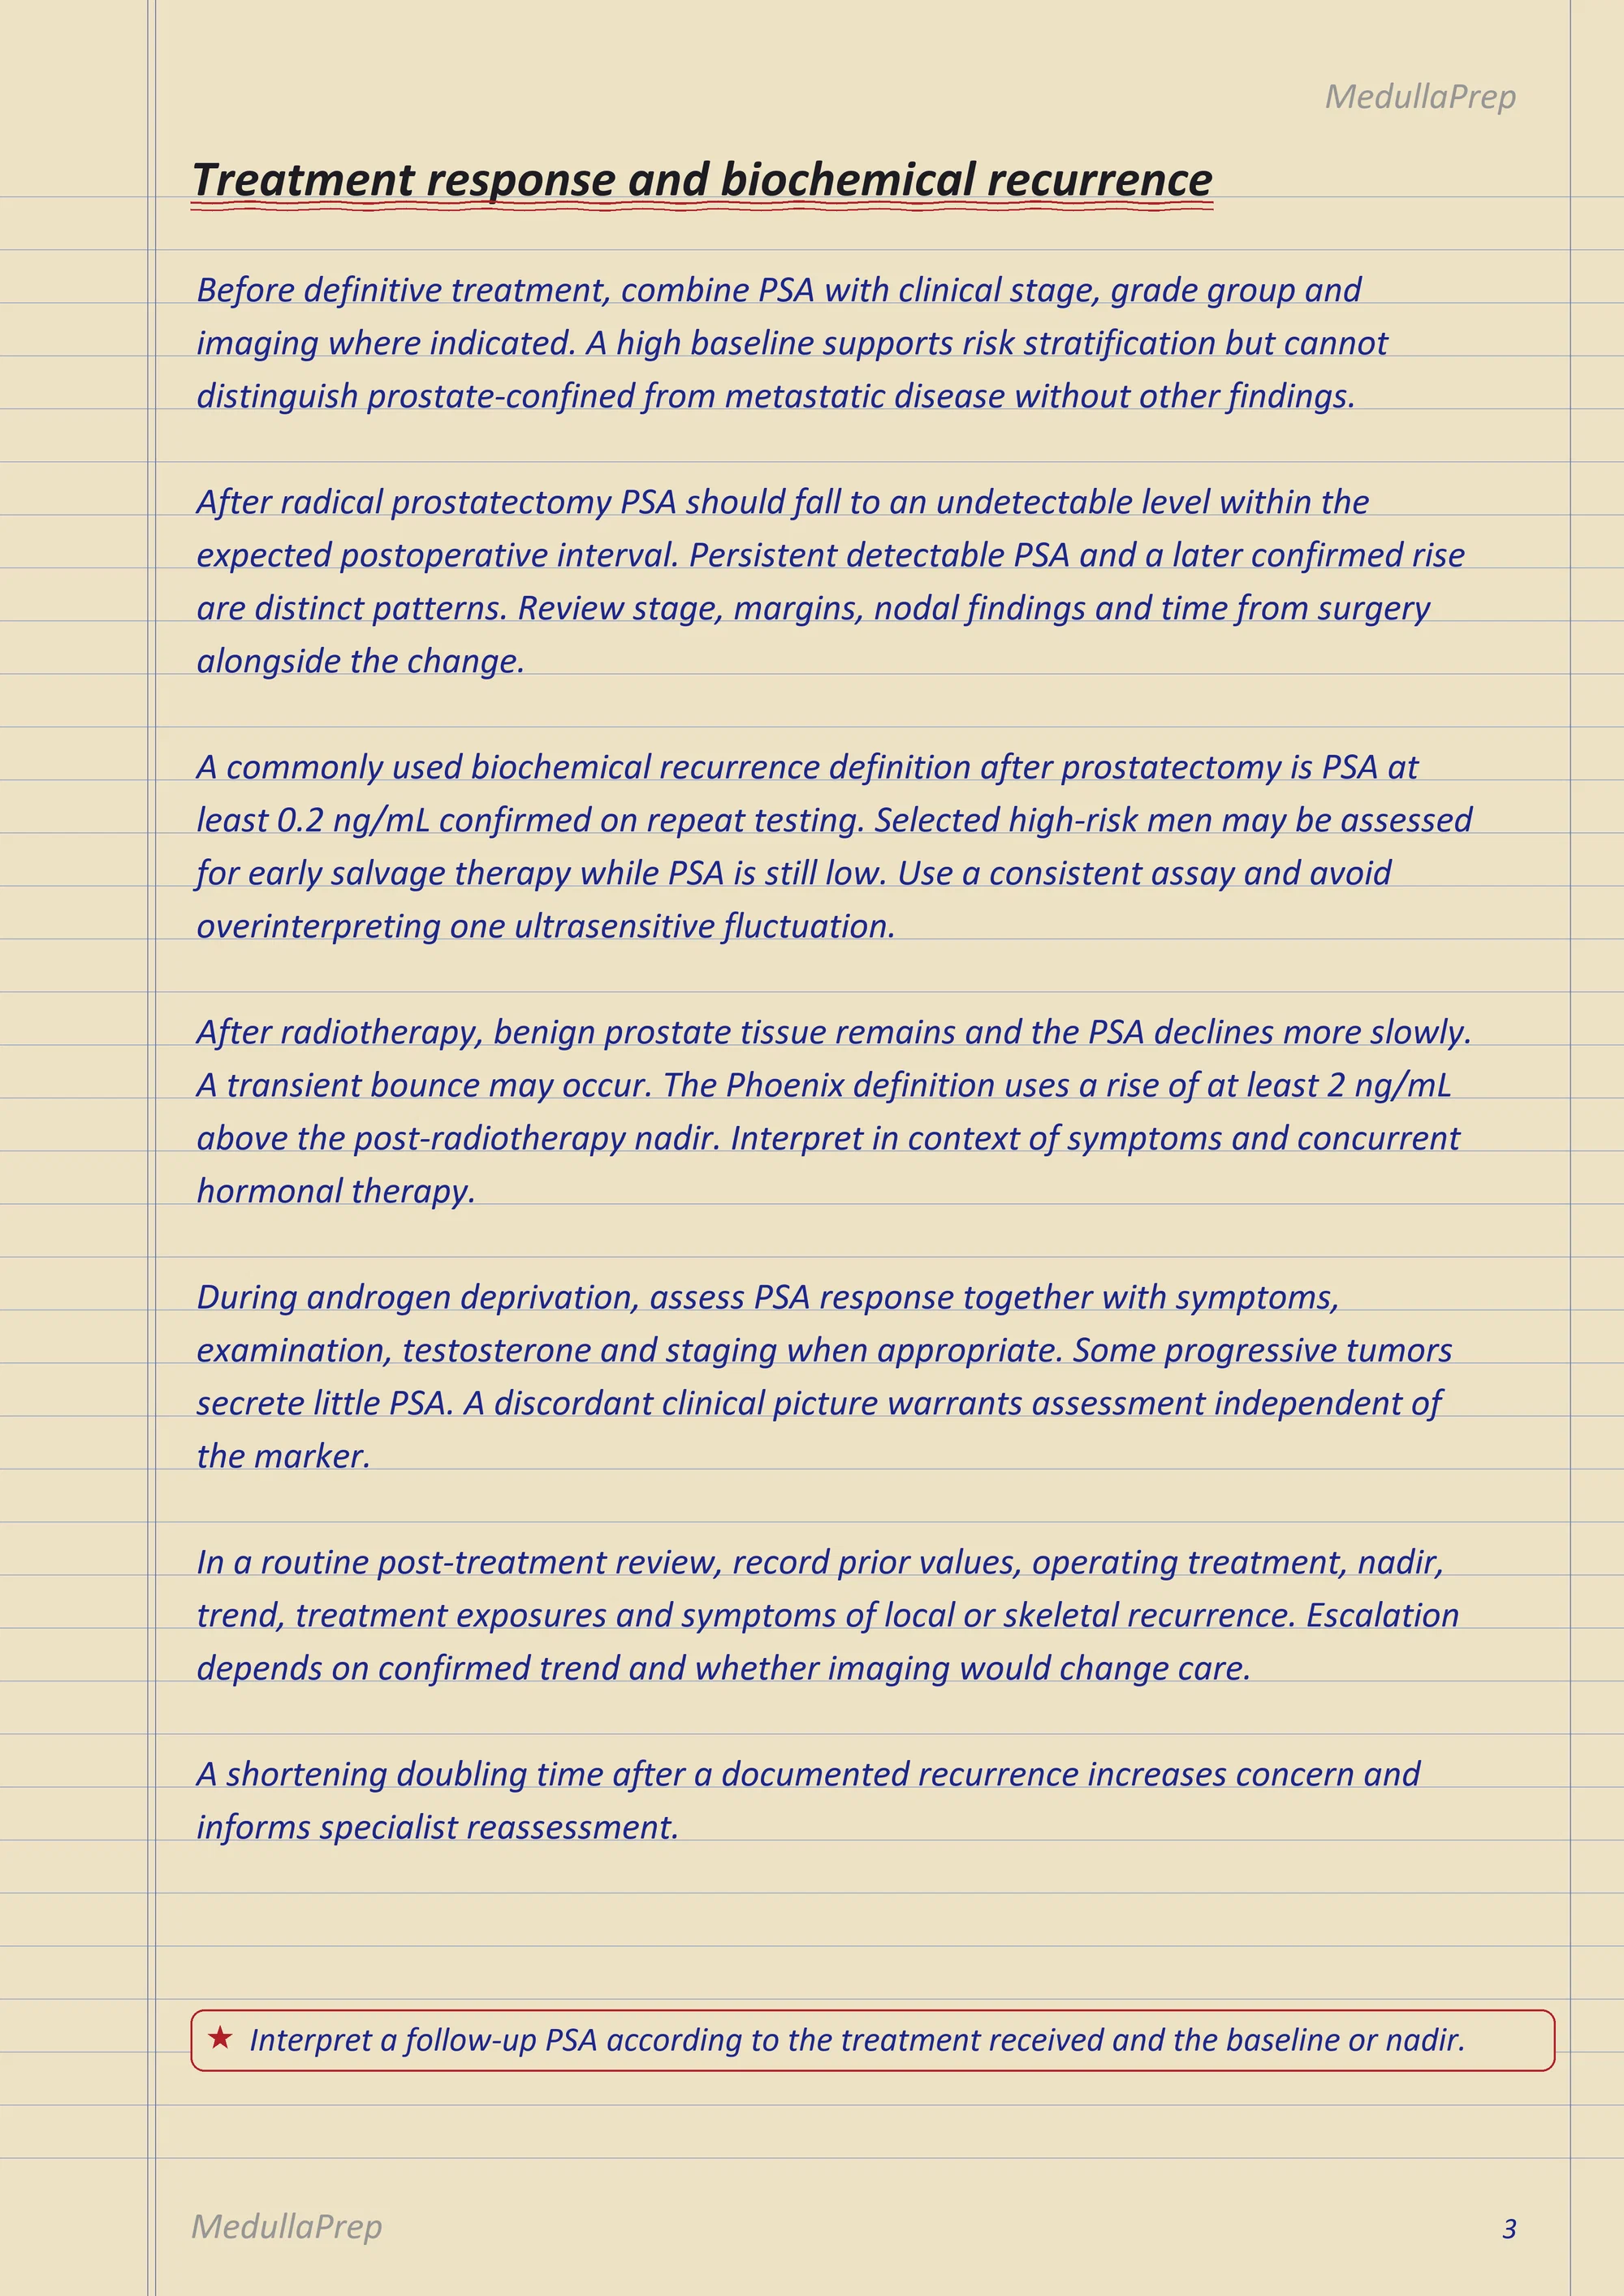 MedullaPrep
Treatment response and biochemical recurrence
Before definitive treatment, combine PSA with clinical stage, grade group and
imaging where indicated. A high baseline supports risk stratification but cannot
distinguish prostate-confined from metastatic disease without other findings.
After radical prostatectomy PSA should fall to an undetectable level within the
expected postoperative interval. Persistent detectable PSA and a later confirmed rise
are distinct patterns. Review stage, margins, nodal findings and time from surgery
alongside the change.
A commonly used biochemical recurrence definition after prostatectomy is PSA at
least 0.2 ng/mL confirmed on repeat testing. Selected high-risk men may be assessed
for early salvage therapy while PSA is still low. Use a consistent assay and avoid
overinterpreting one ultrasensitive fluctuation.
After radiotherapy, benign prostate tissue remains and the PSA declines more slowly.
A transient bounce may occur. The Phoenix definition uses a rise of at least 2 ng/mL
above the post-radiotherapy nadir. Interpret in context of symptoms and concurrent
hormonal therapy.
During androgen deprivation, assess PSA response together with symptoms,
examination, testosterone and staging when appropriate. Some progressive tumors
secrete little PSA. A discordant clinical picture warrants assessment independent of
the marker.
In a routine post-treatment review, record prior values, operating treatment, nadir,
trend, treatment exposures and symptoms of local or skeletal recurrence. Escalation
depends on confirmed trend and whether imaging would change care.
A shortening doubling time after a documented recurrence increases concern and
informs specialist reassessment.
★ Interpret a follow-up PSA according to the treatment received and the baseline or nadir.
MedullaPrep
3